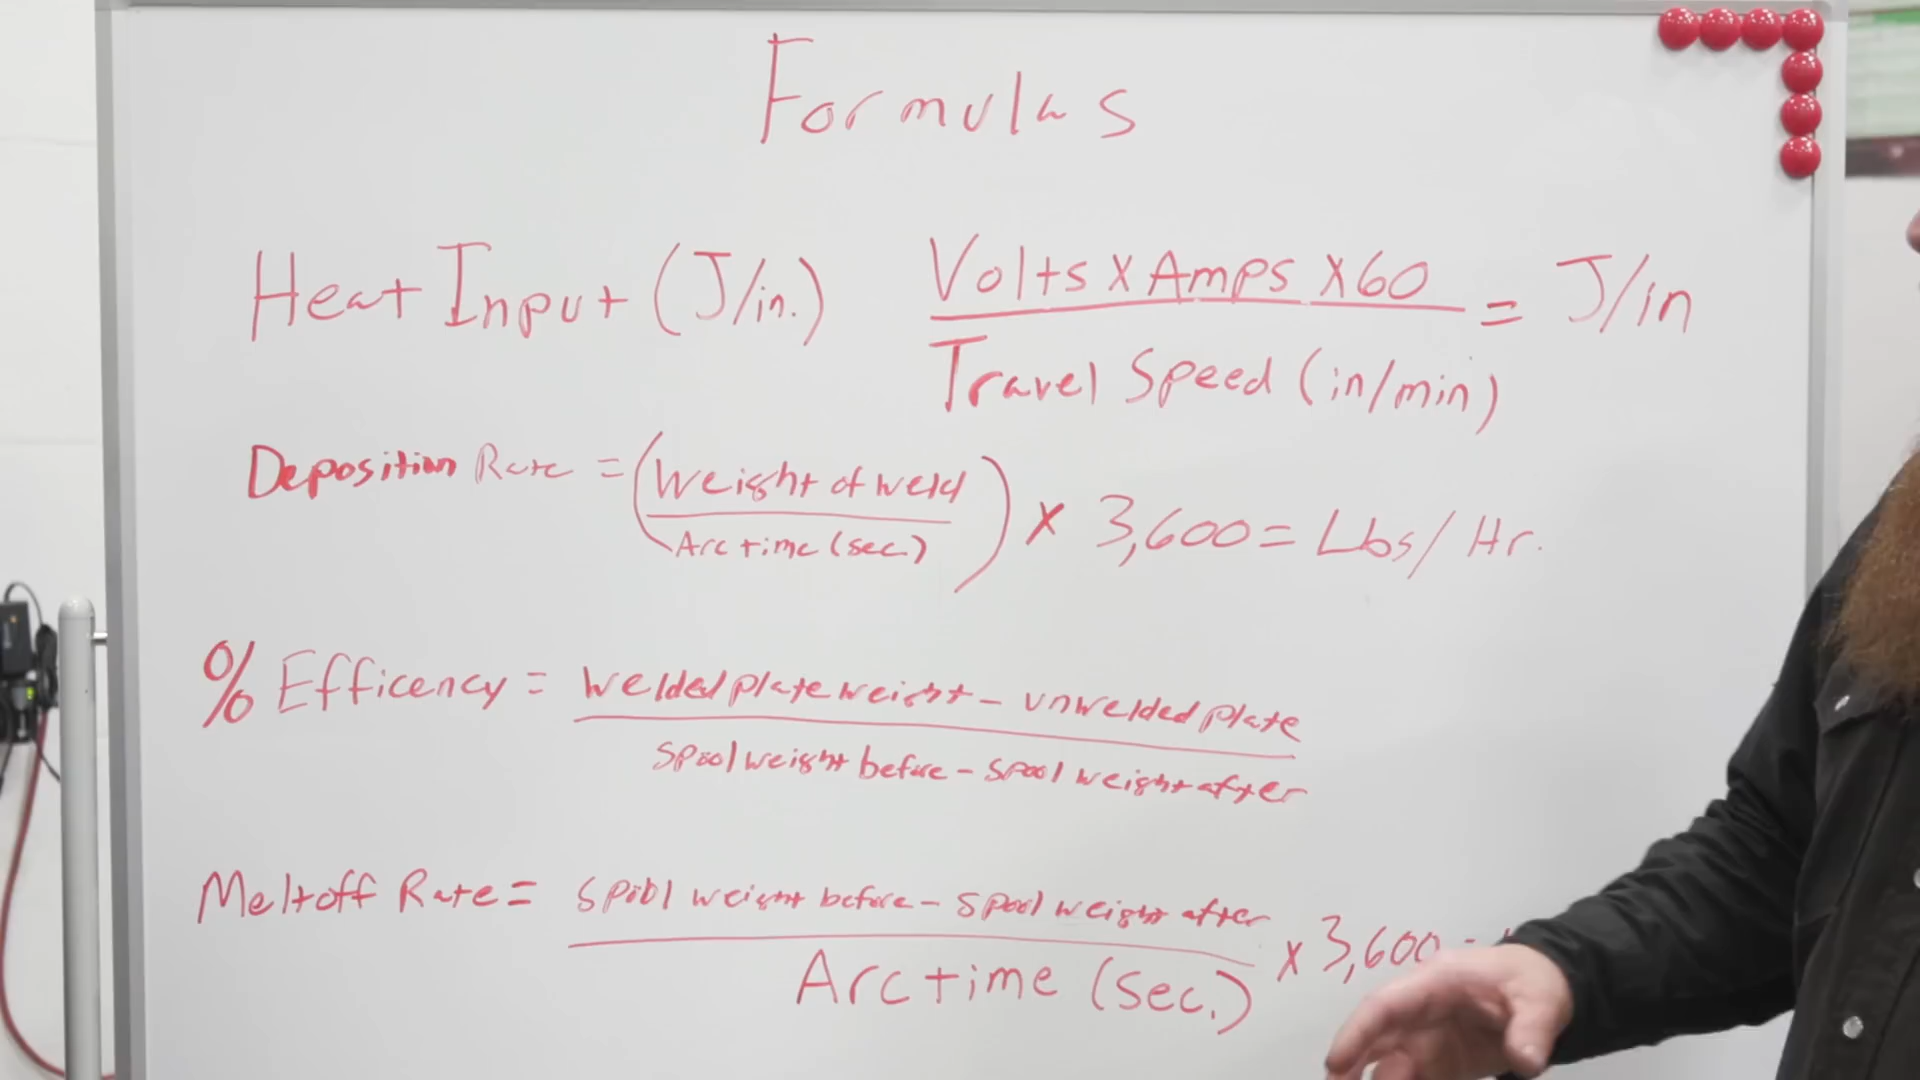 Formulas
Heat Input (J/in.) Volts x Amps x 60 = J/in
Travel Speed (in/min)
Deposition Rate = (Weight of weld) x 3,600 = Lbs/Hr.
Arc time (sec.)
% Efficency = welded plate weight - unwelded plate
spool weight before - spool weight after
Meltoff Rate = spool weight before - spool weight after x 3,600 =
Arc time (sec.)